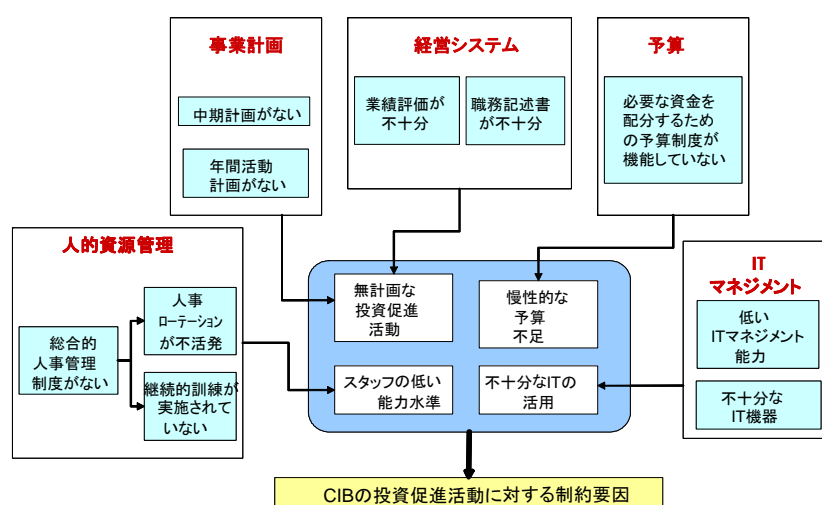 事業計画
中期計画がない
年間活動
計画がない
経営システム
業績評価が
不十分
職務記述書
が不十分
予算
必要な資金を
配分するため
の予算制度が
機能していない
人的資源管理
総合的
人事管理
制度がない
人事
ﾛｰﾃｰｼｮﾝ
が不活発
継続的訓練が
実施されて
いない
無計画な
投資促進
活動
慢性的な
予算
不足
スタッフの低い
能力水準
不十分なITの
活用
IT
マネジメント
低い
ITマネジメント
能力
不十分な
IT機器
CIBの投資促進活動に対する制約要因